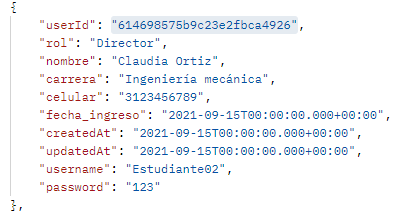 {
"userId": "614698575b9c23e2fbca4926",
"rol": "Director",
"nombre": "Claudia Ortiz",
"carrera": "Ingeniería mecánica",
"celular": "3123456789",
"fecha_ingreso": "2021-09-15T00:00:00.000+00:00",
"createdAt": "2021-09-15T00:00:00.000+00:00",
"updatedAt": "2021-09-15T00:00:00.000+00:00",
"username": "Estudiante02",
"password": "123"
},